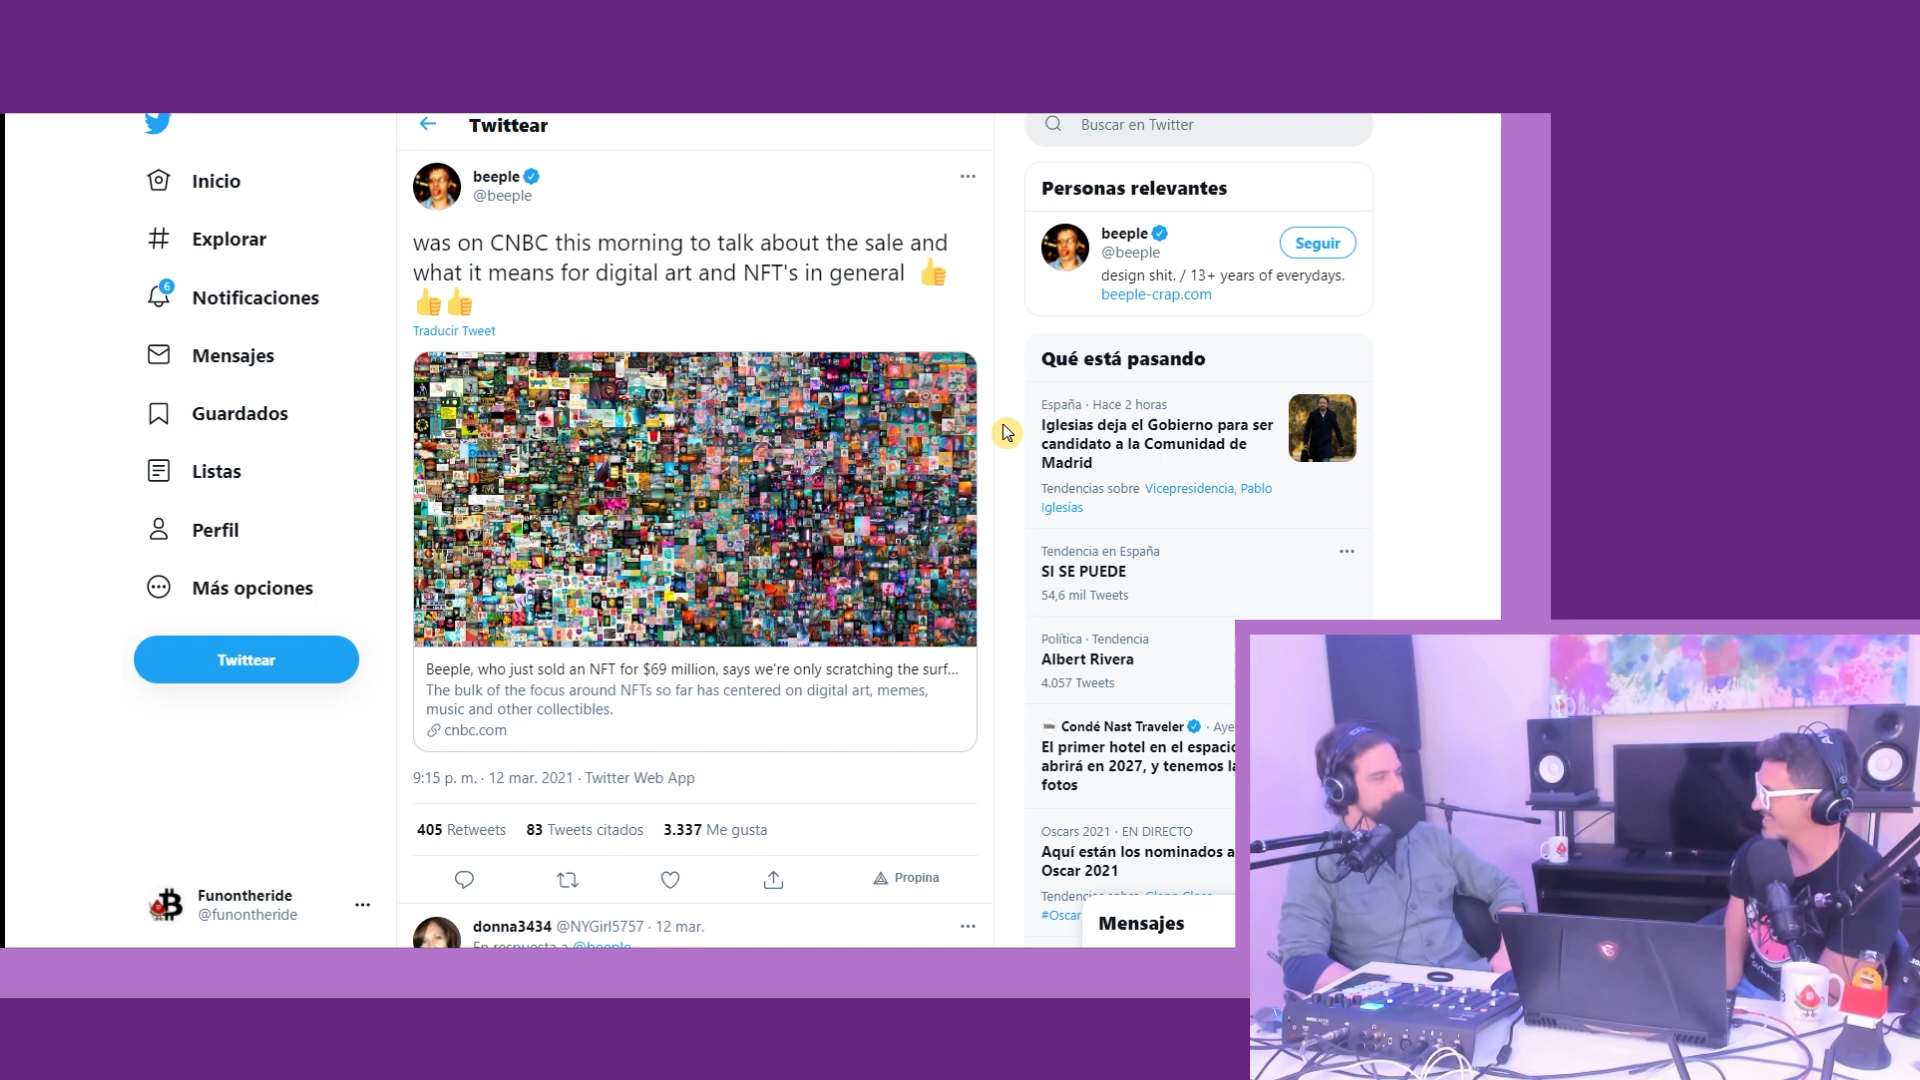 Twittear
Buscar en Twitter
Inicio
Explorar
6
Notificaciones
Mensajes
Guardados
Listas
Perfil
Más opciones
Twittear
Funontheride
@funontheride
beeple
@beeple
was on CNBC this morning to talk about the sale and
what it means for digital art and NFT's in general 👍
👍👍
Traducir Tweet
Beeple, who just sold an NFT for $69 million, says we're only scratching the surf...
The bulk of the focus around NFTs so far has centered on digital art, memes,
music and other collectibles.
cnbc.com
9:15 p. m. · 12 mar. 2021 · Twitter Web App
405 Retweets 83 Tweets citados 3.337 Me gusta
Propina
donna3434 @NYGirl5757 · 12 mar.
En respuesta a @beeple
Personas relevantes
beeple
@beeple
Seguir
design shit. / 13+ years of everydays.
beeple-crap.com
Qué está pasando
España · Hace 2 horas
Iglesias deja el Gobierno para ser
candidato a la Comunidad de
Madrid
Tendencias sobre Vicepresidencia, Pablo
Iglesias
Tendencia en España
SI SE PUEDE
54,6 mil Tweets
Política · Tendencia
Albert Rivera
4.057 Tweets
Condé Nast Traveler · Aye
El primer hotel en el espacio
abrirá en 2027, y tenemos
fotos
Oscars 2021 · EN DIRECTO
Aquí están los nominados a
Oscar 2021
#Oscar
Mensajes